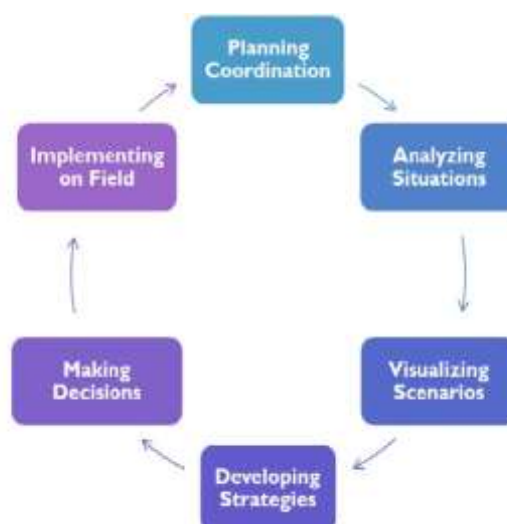 Planning
Coordination
Analyzing
Situations
Visualizing
Scenarios
Developing
Strategies
Making
Decisions
Implementing
on Field